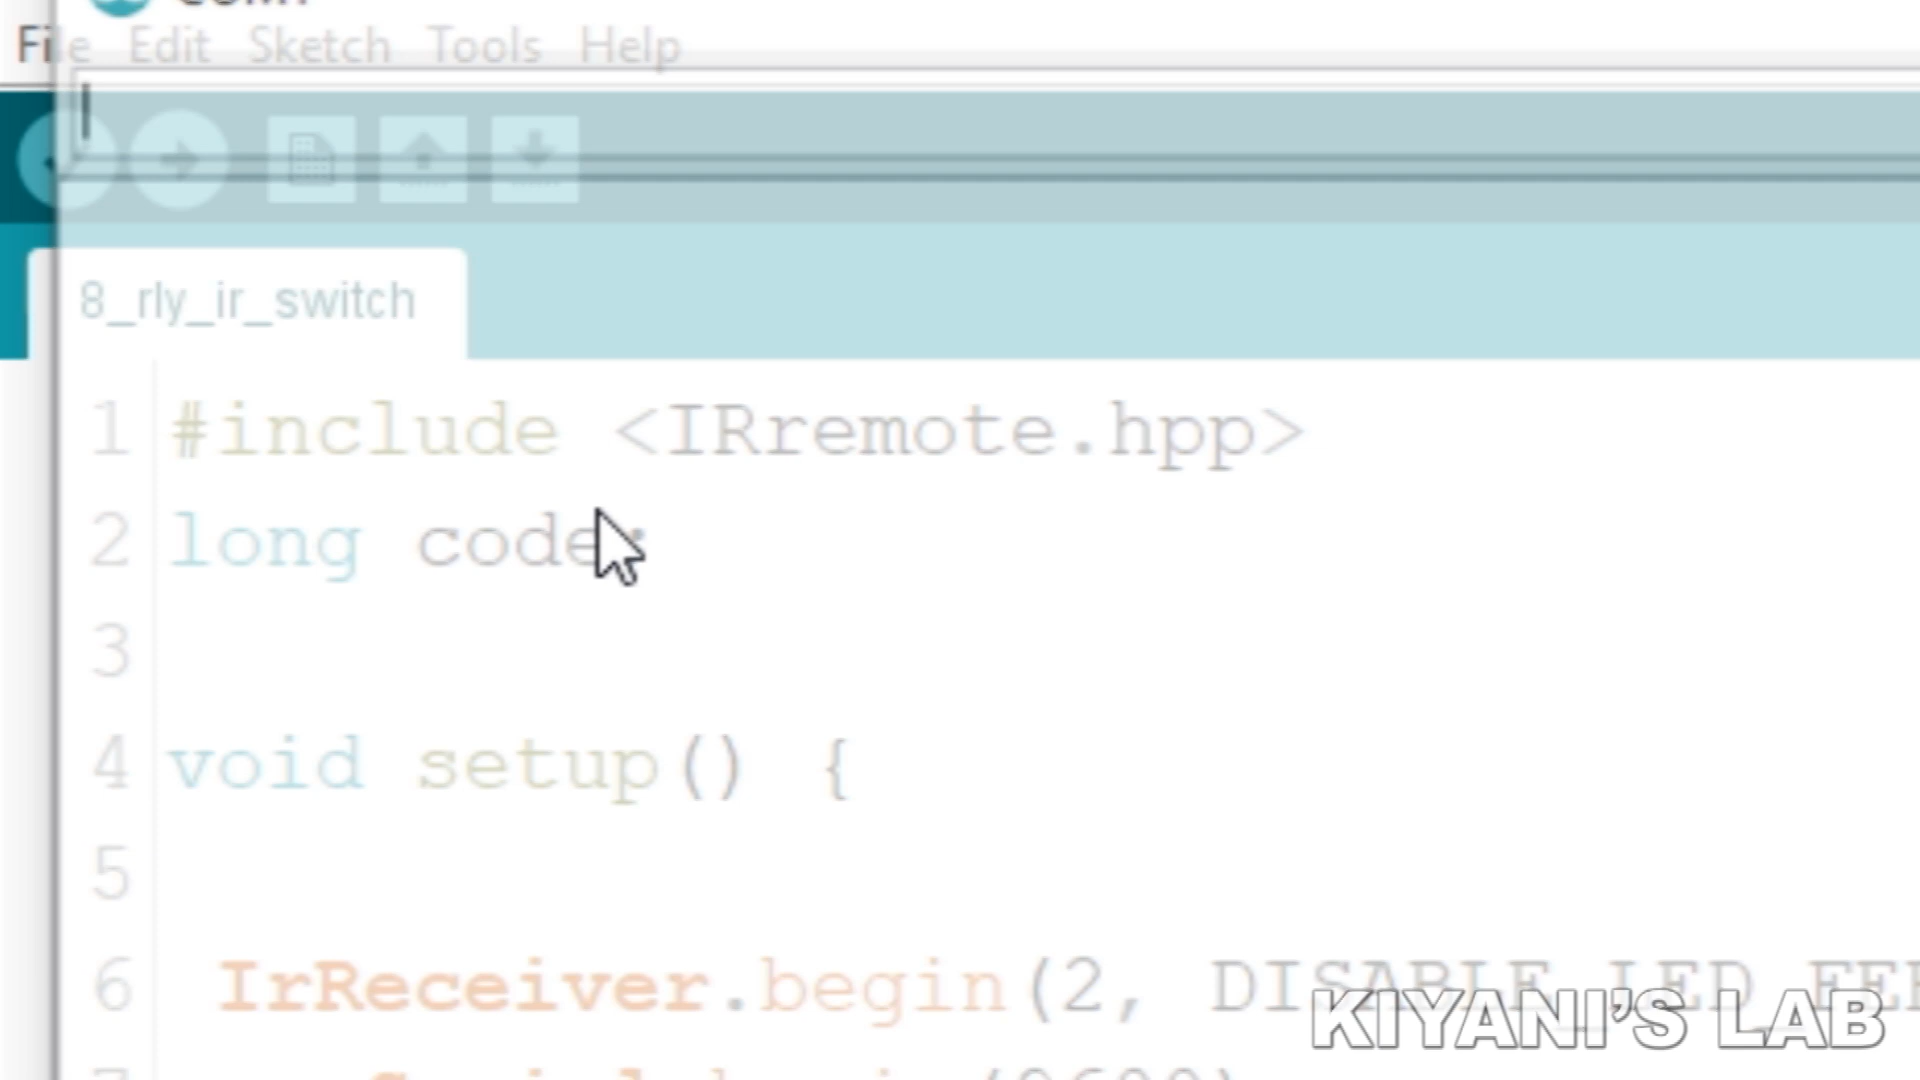 File Edit Sketch Tools Help
8_rly_ir_switch
1 #include <IRremote.hpp>
2 long code;
3
4 void setup() {
5
6 IrReceiver.begin(2, DISABLE_LED_FEE
KIYANI'S LAB